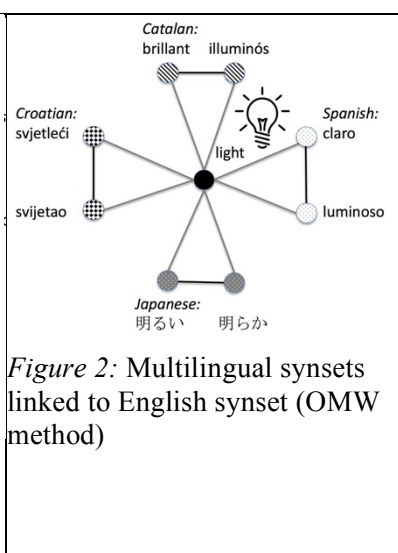 Catalan:
brillant illuminós
Croatian:
svjetleći
Spanish:
claro
light
svijetao
luminoso
Japanese:
明るい 明らか
Figure 2: Multilingual synsets
linked to English synset (OMW
method)